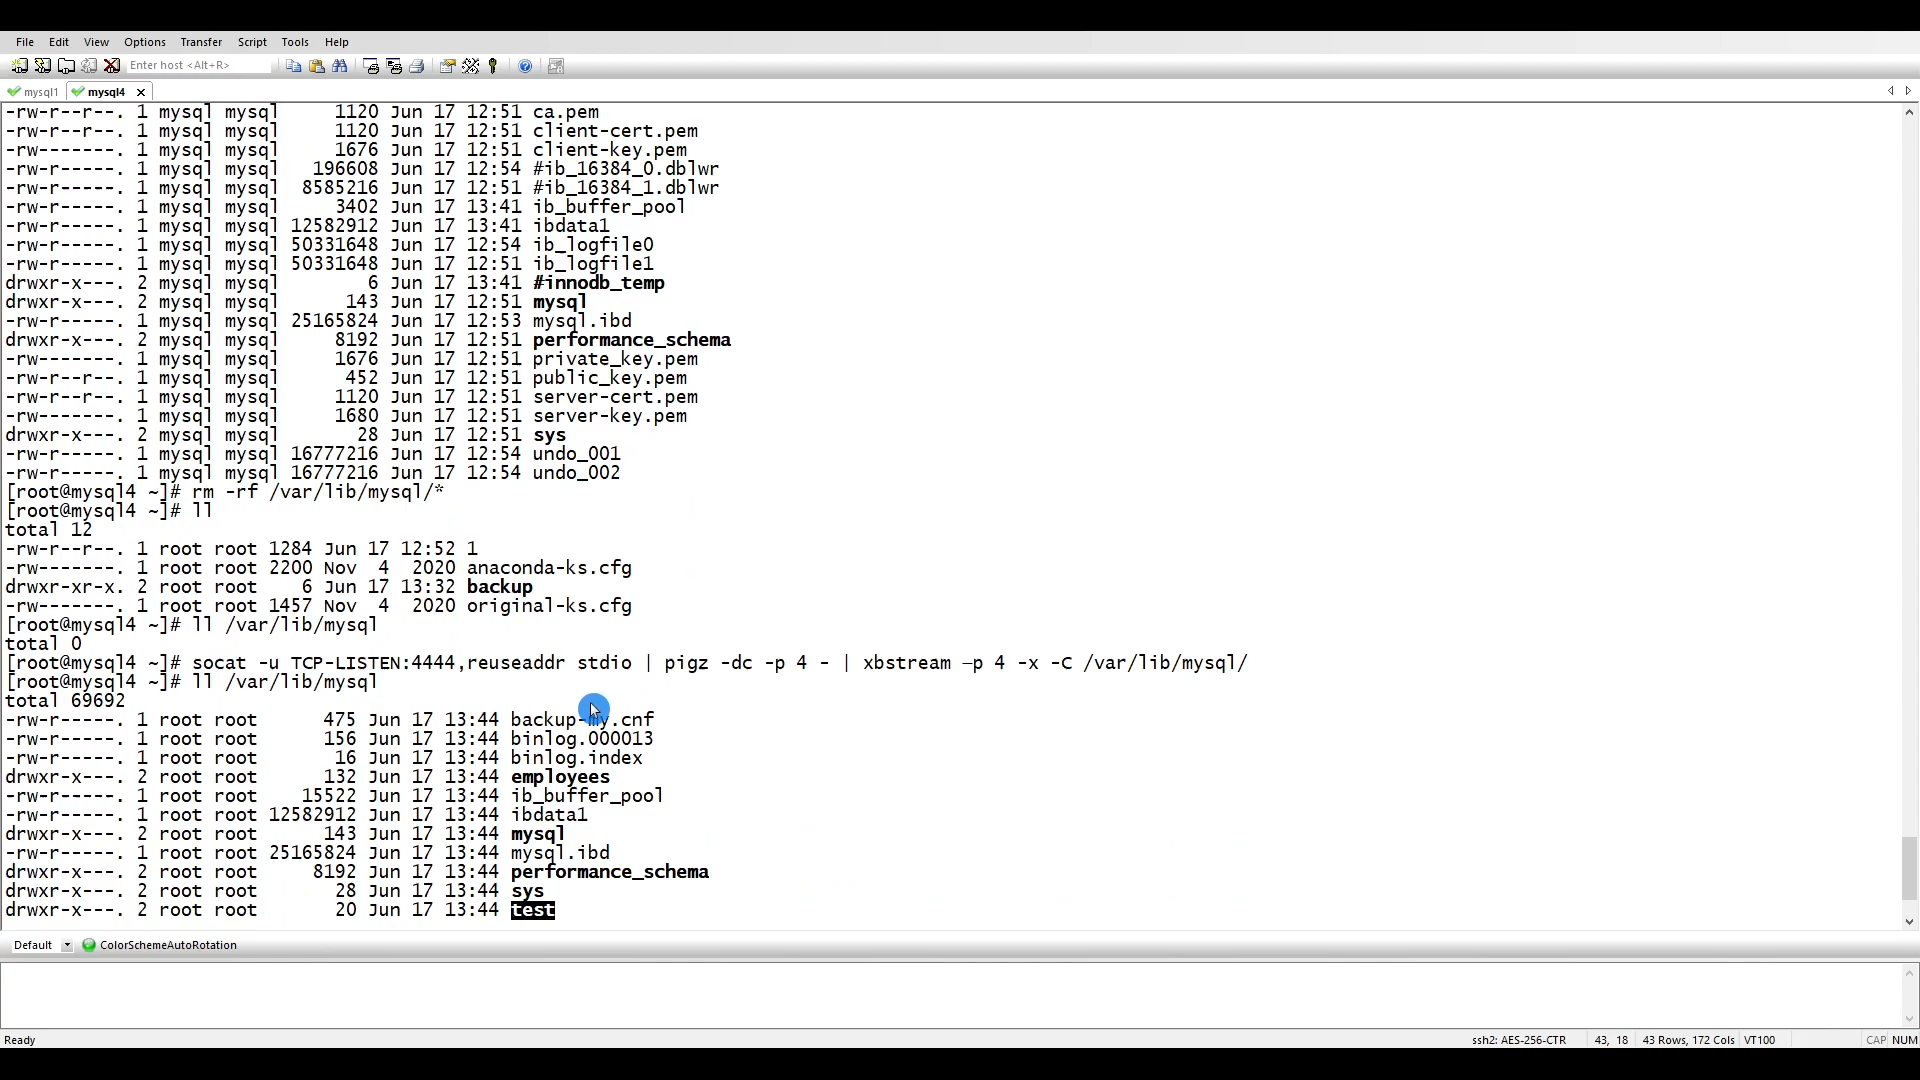 File Edit View Options Transfer Script Tools Help
Enter host <Alt+R>
mysql1 mysql4
-rw-r--r--. 1 mysql mysql     1120 Jun 17 12:51 ca.pem
-rw-r--r--. 1 mysql mysql     1120 Jun 17 12:51 client-cert.pem
-rw-------. 1 mysql mysql     1676 Jun 17 12:51 client-key.pem
-rw-r-----. 1 mysql mysql   196608 Jun 17 12:54 #ib_16384_0.dblwr
-rw-r-----. 1 mysql mysql  8585216 Jun 17 12:51 #ib_16384_1.dblwr
-rw-r-----. 1 mysql mysql     3402 Jun 17 13:41 ib_buffer_pool
-rw-r-----. 1 mysql mysql 12582912 Jun 17 13:41 ibdata1
-rw-r-----. 1 mysql mysql 50331648 Jun 17 12:54 ib_logfile0
-rw-r-----. 1 mysql mysql 50331648 Jun 17 12:51 ib_logfile1
drwxr-x---. 2 mysql mysql        6 Jun 17 13:41 #innodb_temp
drwxr-x---. 2 mysql mysql      143 Jun 17 12:51 mysql
-rw-r-----. 1 mysql mysql 25165824 Jun 17 12:53 mysql.ibd
drwxr-x---. 2 mysql mysql     8192 Jun 17 12:51 performance_schema
-rw-------. 1 mysql mysql     1676 Jun 17 12:51 private_key.pem
-rw-r--r--. 1 mysql mysql      452 Jun 17 12:51 public_key.pem
-rw-r--r--. 1 mysql mysql     1120 Jun 17 12:51 server-cert.pem
-rw-------. 1 mysql mysql     1680 Jun 17 12:51 server-key.pem
drwxr-x---. 2 mysql mysql       28 Jun 17 12:51 sys
-rw-r-----. 1 mysql mysql 16777216 Jun 17 12:54 undo_001
-rw-r-----. 1 mysql mysql 16777216 Jun 17 12:54 undo_002
[root@mysql4 ~]# rm -rf /var/lib/mysql/*
[root@mysql4 ~]# ll
total 12
-rw-r--r--. 1 root root 1284 Jun 17 12:52 1
-rw-------. 1 root root 2200 Nov  4  2020 anaconda-ks.cfg
drwxr-xr-x. 2 root root    6 Jun 17 13:32 backup
-rw-------. 1 root root 1457 Nov  4  2020 original-ks.cfg
[root@mysql4 ~]# ll /var/lib/mysql
total 0
[root@mysql4 ~]# socat -u TCP-LISTEN:4444,reuseaddr stdio | pigz -dc -p 4 - | xbstream –p 4 -x -C /var/lib/mysql/
[root@mysql4 ~]# ll /var/lib/mysql
total 69692
-rw-r-----. 1 root root      475 Jun 17 13:44 backup-my.cnf
-rw-r-----. 1 root root      156 Jun 17 13:44 binlog.000013
-rw-r-----. 1 root root       16 Jun 17 13:44 binlog.index
drwxr-x---. 2 root root      132 Jun 17 13:44 employees
-rw-r-----. 1 root root    15522 Jun 17 13:44 ib_buffer_pool
-rw-r-----. 1 root root 12582912 Jun 17 13:44 ibdata1
drwxr-x---. 2 root root      143 Jun 17 13:44 mysql
-rw-r-----. 1 root root 25165824 Jun 17 13:44 mysql.ibd
drwxr-x---. 2 root root     8192 Jun 17 13:44 performance_schema
drwxr-x---. 2 root root       28 Jun 17 13:44 sys
drwxr-x---. 2 root root       20 Jun 17 13:44 test
Default ColorSchemeAutoRotation
Ready ssh2: AES-256-CTR 43, 18 43 Rows, 172 Cols VT100 CAP NUM